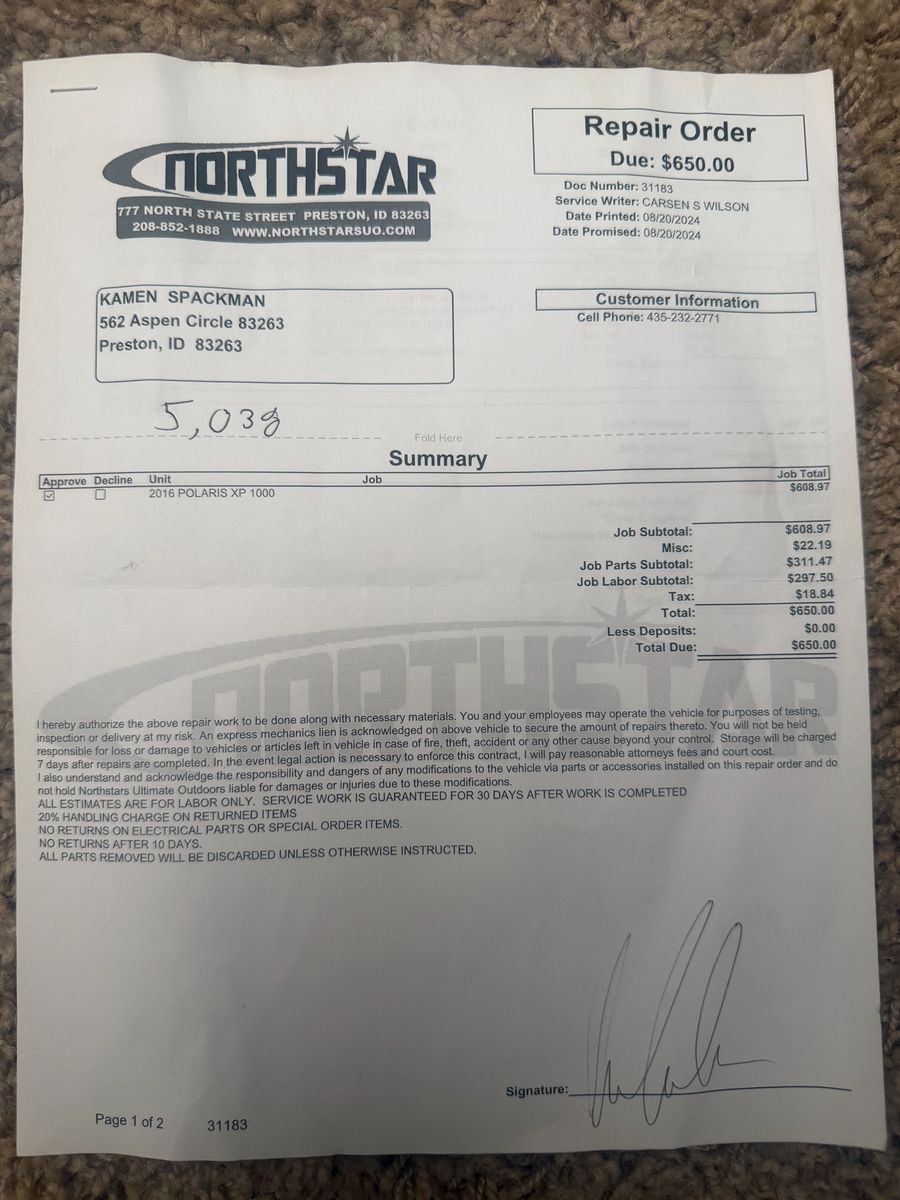 NORTHSTAR
777 NORTH STATE STREET PRESTON, ID 83263
208-852-1888 WWW.NORTHSTARSUO.COM
Repair Order
Due: $650.00
Doc Number: 31183
Service Writer: CARSEN S WILSON
Date Printed: 08/20/2024
Date Promised: 08/20/2024
KAMEN SPACKMAN
562 Aspen Circle 83263
Preston, ID 83263
Customer Information
Cell Phone: 435-232-2771
5,038
Fold Here
Summary
Approve Decline Unit Job Job Total
2016 POLARIS XP 1000 $608.97
Job Subtotal: $608.97
Misc: $22.19
Job Parts Subtotal: $311.47
Job Labor Subtotal: $297.50
Tax: $18.84
Total: $650.00
Less Deposits: $0.00
Total Due: $650.00
NORTHSTAR
I hereby authorize the above repair work to be done along with necessary materials. You and your employees may operate the vehicle for purposes of testing,
inspection or delivery at my risk. An express mechanics lien is acknowledged on above vehicle to secure the amount of repairs thereto. You will not be held
responsible for loss or damage to vehicles or articles left in vehicle in case of fire, theft, accident or any other cause beyond your control. Storage will be charged
7 days after repairs are completed. In the event legal action is necessary to enforce this contract, I will pay reasonable attorneys fees and court cost.
I also understand and acknowledge the responsibility and dangers of any modifications to the vehicle via parts or accessories installed on this repair order and do
not hold Northstars Ultimate Outdoors liable for damages or injuries due to these modifications.
ALL ESTIMATES ARE FOR LABOR ONLY. SERVICE WORK IS GUARANTEED FOR 30 DAYS AFTER WORK IS COMPLETED
20% HANDLING CHARGE ON RETURNED ITEMS
NO RETURNS ON ELECTRICAL PARTS OR SPECIAL ORDER ITEMS.
NO RETURNS AFTER 10 DAYS.
ALL PARTS REMOVED WILL BE DISCARDED UNLESS OTHERWISE INSTRUCTED.
Signature:
Page 1 of 2 31183